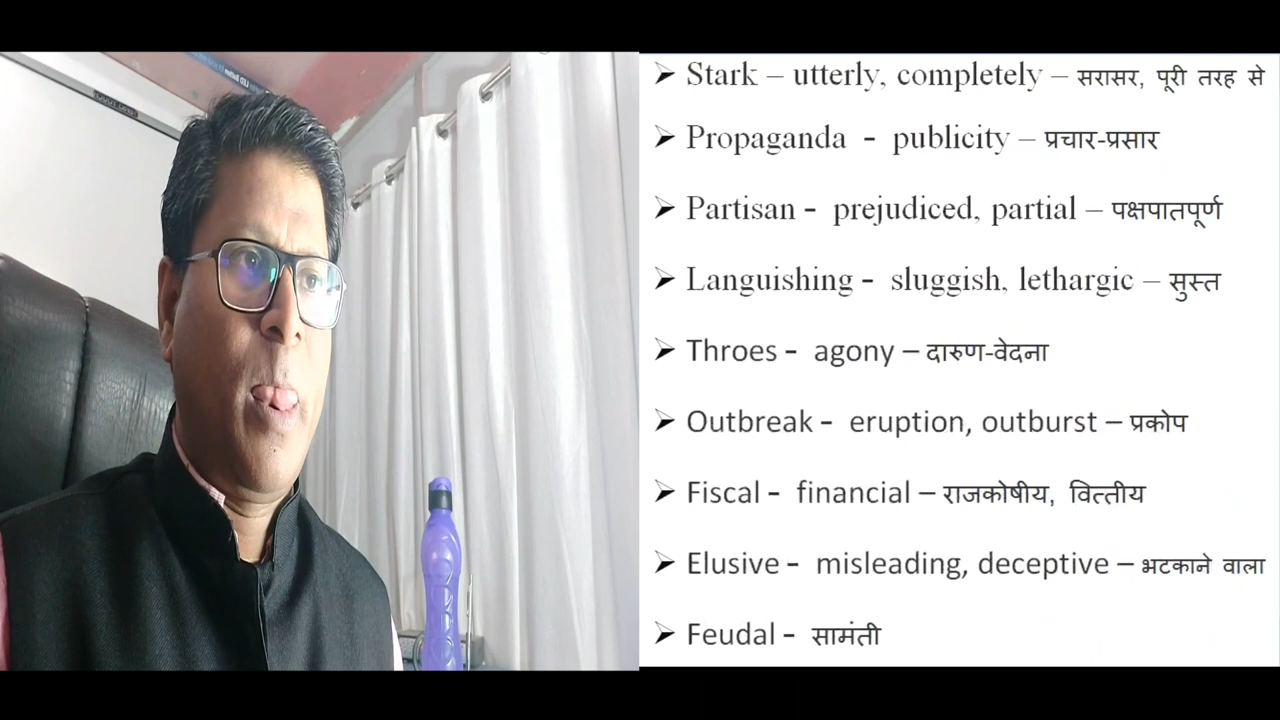 Stark – utterly, completely – सरासर, पूरी तरह से
Propaganda - publicity – प्रचार-प्रसार
Partisan - prejudiced, partial – पक्षपातपूर्ण
Languishing - sluggish, lethargic – सुस्त
Throes - agony – दारुण-वेदना
Outbreak - eruption, outburst – प्रकोप
Fiscal - financial – राजकोषीय, वित्तीय
Elusive - misleading, deceptive – भटकाने वाला
Feudal - सामंती